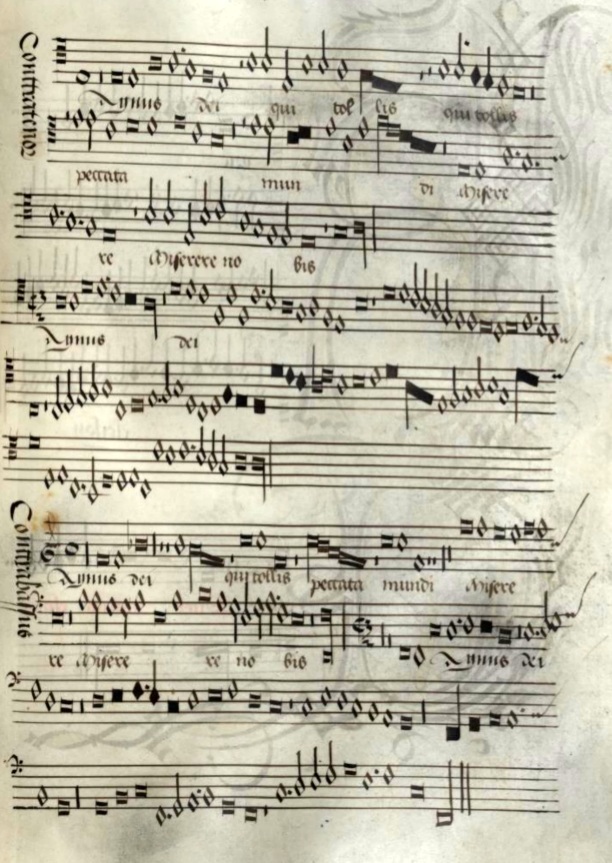 Contratenor
Agnus dei qui tol lis qui tollis
peccata mun di Miserere
re Miserere no bis
Agnus dei
Contrabassus
Agnus dei qui tollis peccata mundi Misere
re Misere re no bis Agnus dei